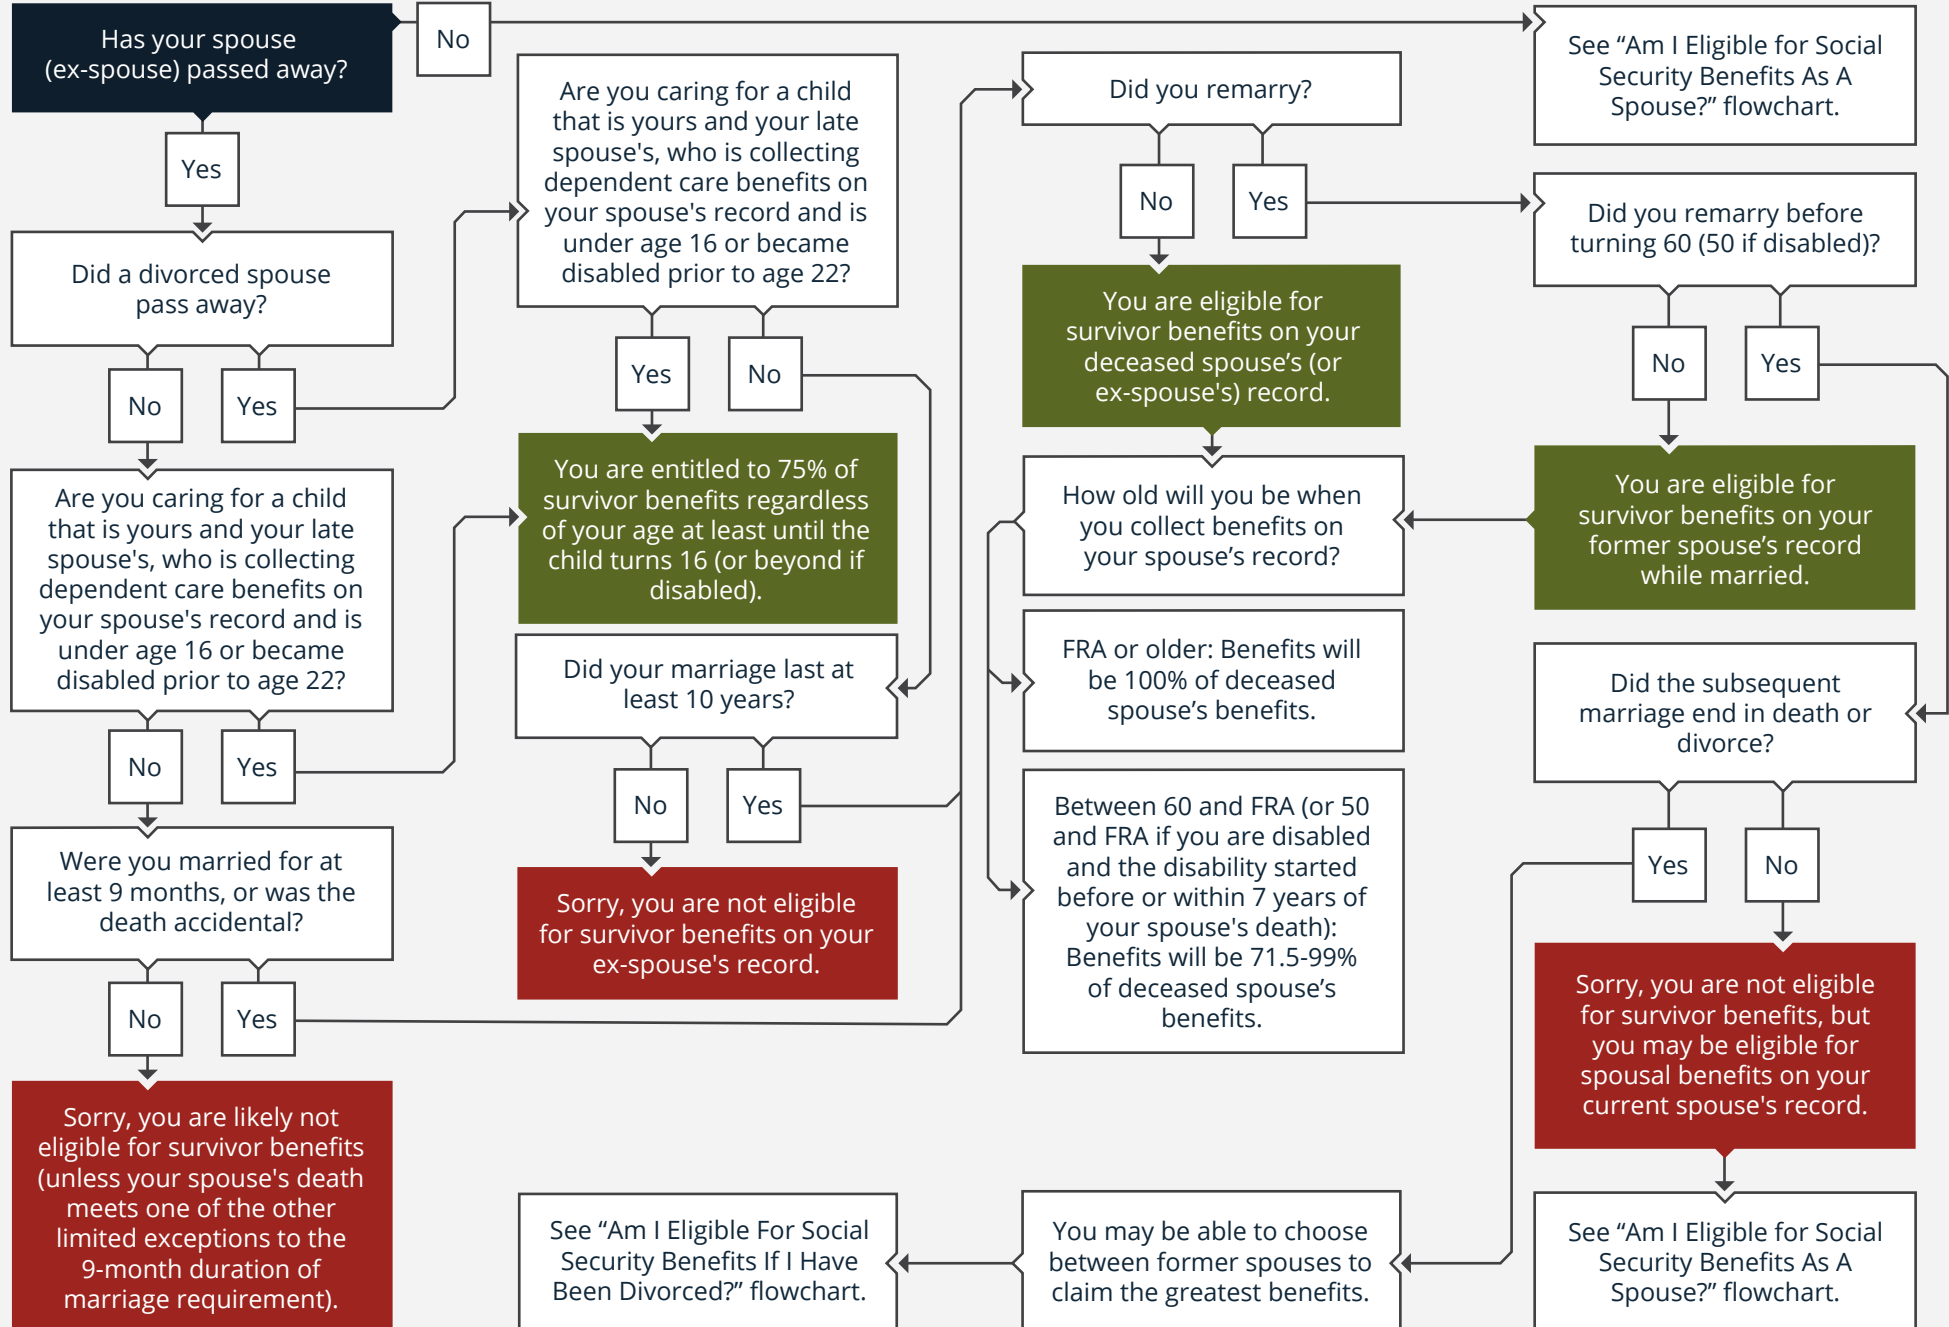 Has your spouse
(ex-spouse) passed away?
No
See “Am I Eligible for Social
Security Benefits As A
Spouse?” flowchart.
Yes
Did a divorced spouse
pass away?
No
Yes
Are you caring for a child
that is yours and your late
spouse's, who is collecting
dependent care benefits on
your spouse's record and is
under age 16 or became
disabled prior to age 22?
No
Yes
Were you married for at
least 9 months, or was the
death accidental?
No
Yes
Sorry, you are likely not
eligible for survivor benefits
(unless your spouse's death
meets one of the other
limited exceptions to the
9-month duration of
marriage requirement).
Are you caring for a child
that is yours and your late
spouse's, who is collecting
dependent care benefits on
your spouse's record and is
under age 16 or became
disabled prior to age 22?
Yes
No
You are entitled to 75% of
survivor benefits regardless
of your age at least until the
child turns 16 (or beyond if
disabled).
Did your marriage last at
least 10 years?
No
Yes
Sorry, you are not eligible
for survivor benefits on your
ex-spouse's record.
Did you remarry?
No
Yes
You are eligible for
survivor benefits on your
deceased spouse’s (or
ex-spouse's) record.
How old will you be when
you collect benefits on
your spouse’s record?
FRA or older: Benefits will
be 100% of deceased
spouse’s benefits.
Between 60 and FRA (or 50
and FRA if you are disabled
and the disability started
before or within 7 years of
your spouse's death):
Benefits will be 71.5-99%
of deceased spouse’s
benefits.
Did you remarry before
turning 60 (50 if disabled)?
No
Yes
You are eligible for
survivor benefits on your
former spouse’s record
while married.
Did the subsequent
marriage end in death or
divorce?
Yes
No
Sorry, you are not eligible
for survivor benefits, but
you may be eligible for
spousal benefits on your
current spouse's record.
See “Am I Eligible for Social
Security Benefits As A
Spouse?” flowchart.
You may be able to choose
between former spouses to
claim the greatest benefits.
See “Am I Eligible For Social
Security Benefits If I Have
Been Divorced?” flowchart.